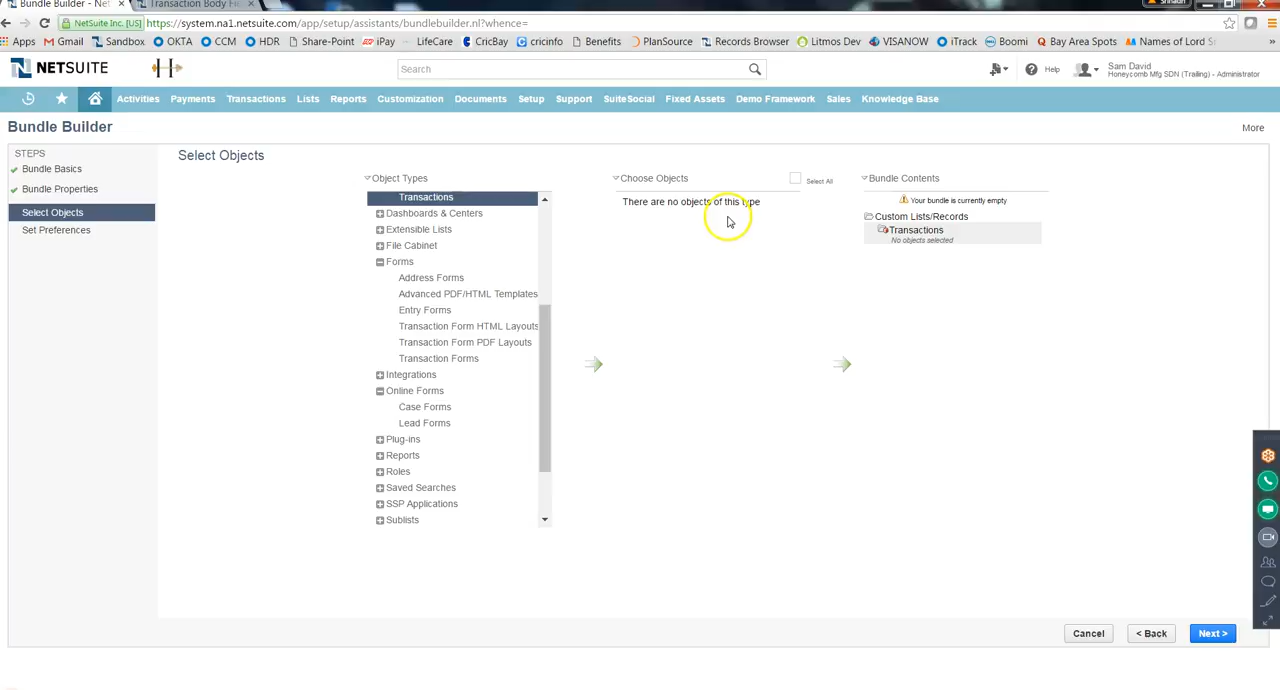 Bundle Builder - Net
Transaction Body Fi
NetSuite Inc. [US] https://system.na1.netsuite.com/app/setup/assistants/bundlebuilder.nl?whence=
Apps Gmail Sandbox OKTA CCM HDR Share-Point iPay LifeCare CricBay cricinfo Benefits PlanSource Records Browser Litmos Dev VISANOW iTrack Boomi Bay Area Spots Names of Lord S »
NETSUITE
Search
Help
Sam David
Honeycomb Mfg SDN (Trailing) - Administrator
Activities Payments Transactions Lists Reports Customization Documents Setup Support SuiteSocial Fixed Assets Demo Framework Sales Knowledge Base
Bundle Builder
More
STEPS
Bundle Basics
Bundle Properties
Select Objects
Set Preferences
Select Objects
Object Types
Transactions
Dashboards & Centers
Extensible Lists
File Cabinet
Forms
Address Forms
Advanced PDF/HTML Templates
Entry Forms
Transaction Form HTML Layouts
Transaction Form PDF Layouts
Transaction Forms
Integrations
Online Forms
Case Forms
Lead Forms
Plug-ins
Reports
Roles
Saved Searches
SSP Applications
Sublists
Choose Objects
Select All
There are no objects of this type
Bundle Contents
Your bundle is currently empty
Custom Lists/Records
Transactions
No objects selected
Cancel
< Back
Next >